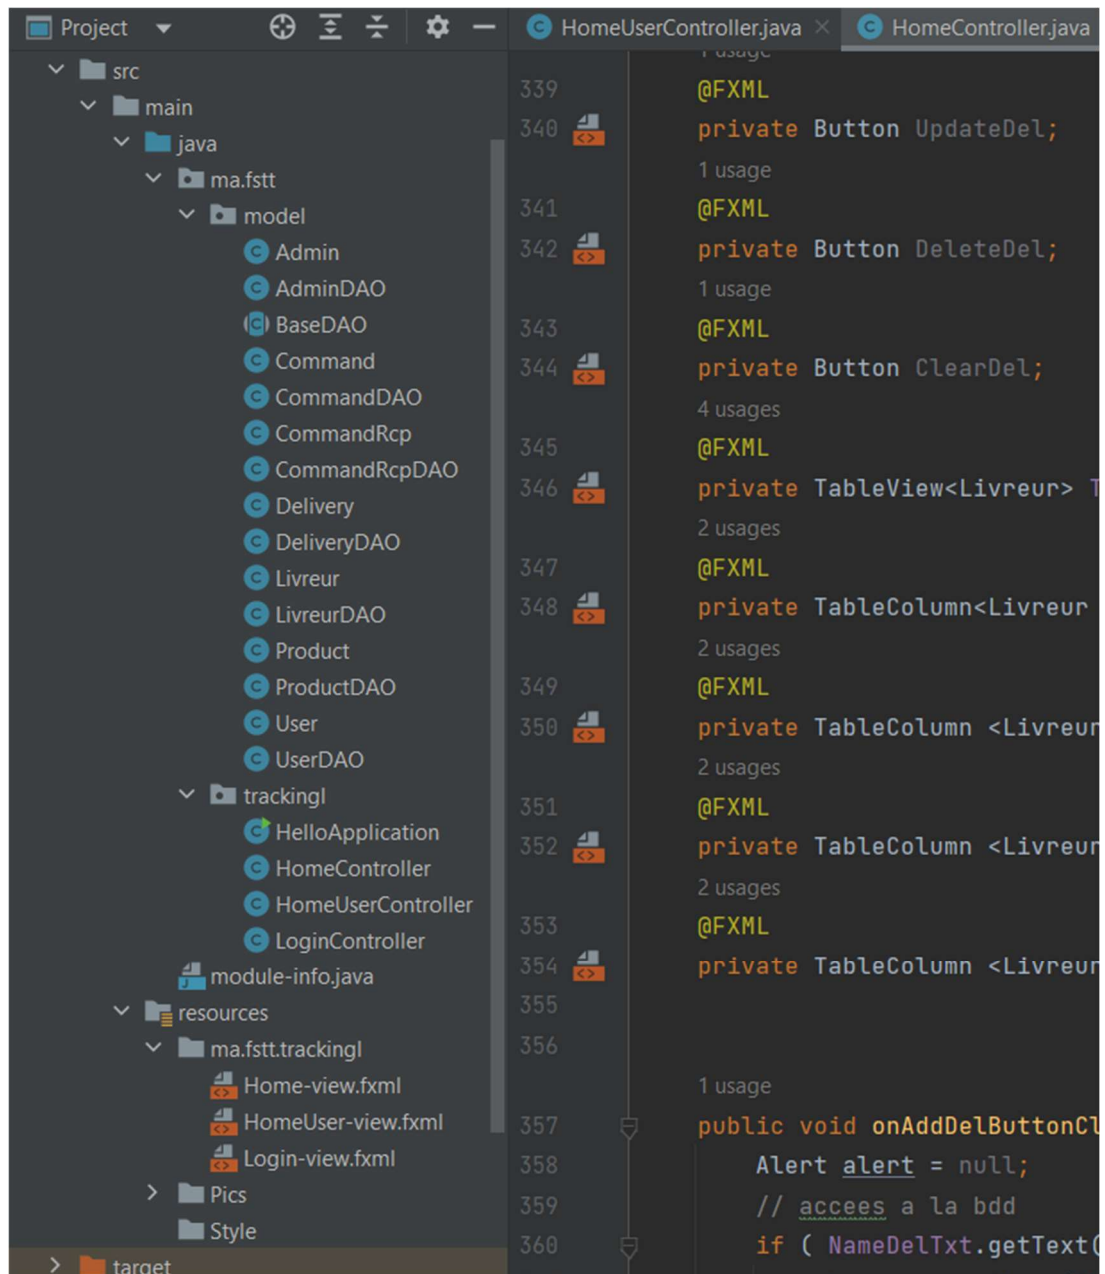 Project
src
main
java
ma.fstt
model
Admin
AdminDAO
BaseDAO
Command
CommandDAO
CommandRcp
CommandRcpDAO
Delivery
DeliveryDAO
Livreur
LivreurDAO
Product
ProductDAO
User
UserDAO
trackingl
HelloApplication
HomeController
HomeUserController
LoginController
module-info.java
resources
ma.fstt.trackingl
Home-view.fxml
HomeUser-view.fxml
Login-view.fxml
Pics
Style
target
HomeUserController.java HomeController.java
1 usage
339 @FXML
340 private Button UpdateDel;
1 usage
341 @FXML
342 private Button DeleteDel;
1 usage
343 @FXML
344 private Button ClearDel;
4 usages
345 @FXML
346 private TableView<Livreur> T
2 usages
347 @FXML
348 private TableColumn<Livreur
2 usages
349 @FXML
350 private TableColumn <Livreur
2 usages
351 @FXML
352 private TableColumn <Livreur
2 usages
353 @FXML
354 private TableColumn <Livreur
355
356
1 usage
357 public void onAddDelButtonCl
358 Alert alert = null;
359 // accees a la bdd
360 if ( NameDelTxt.getText(